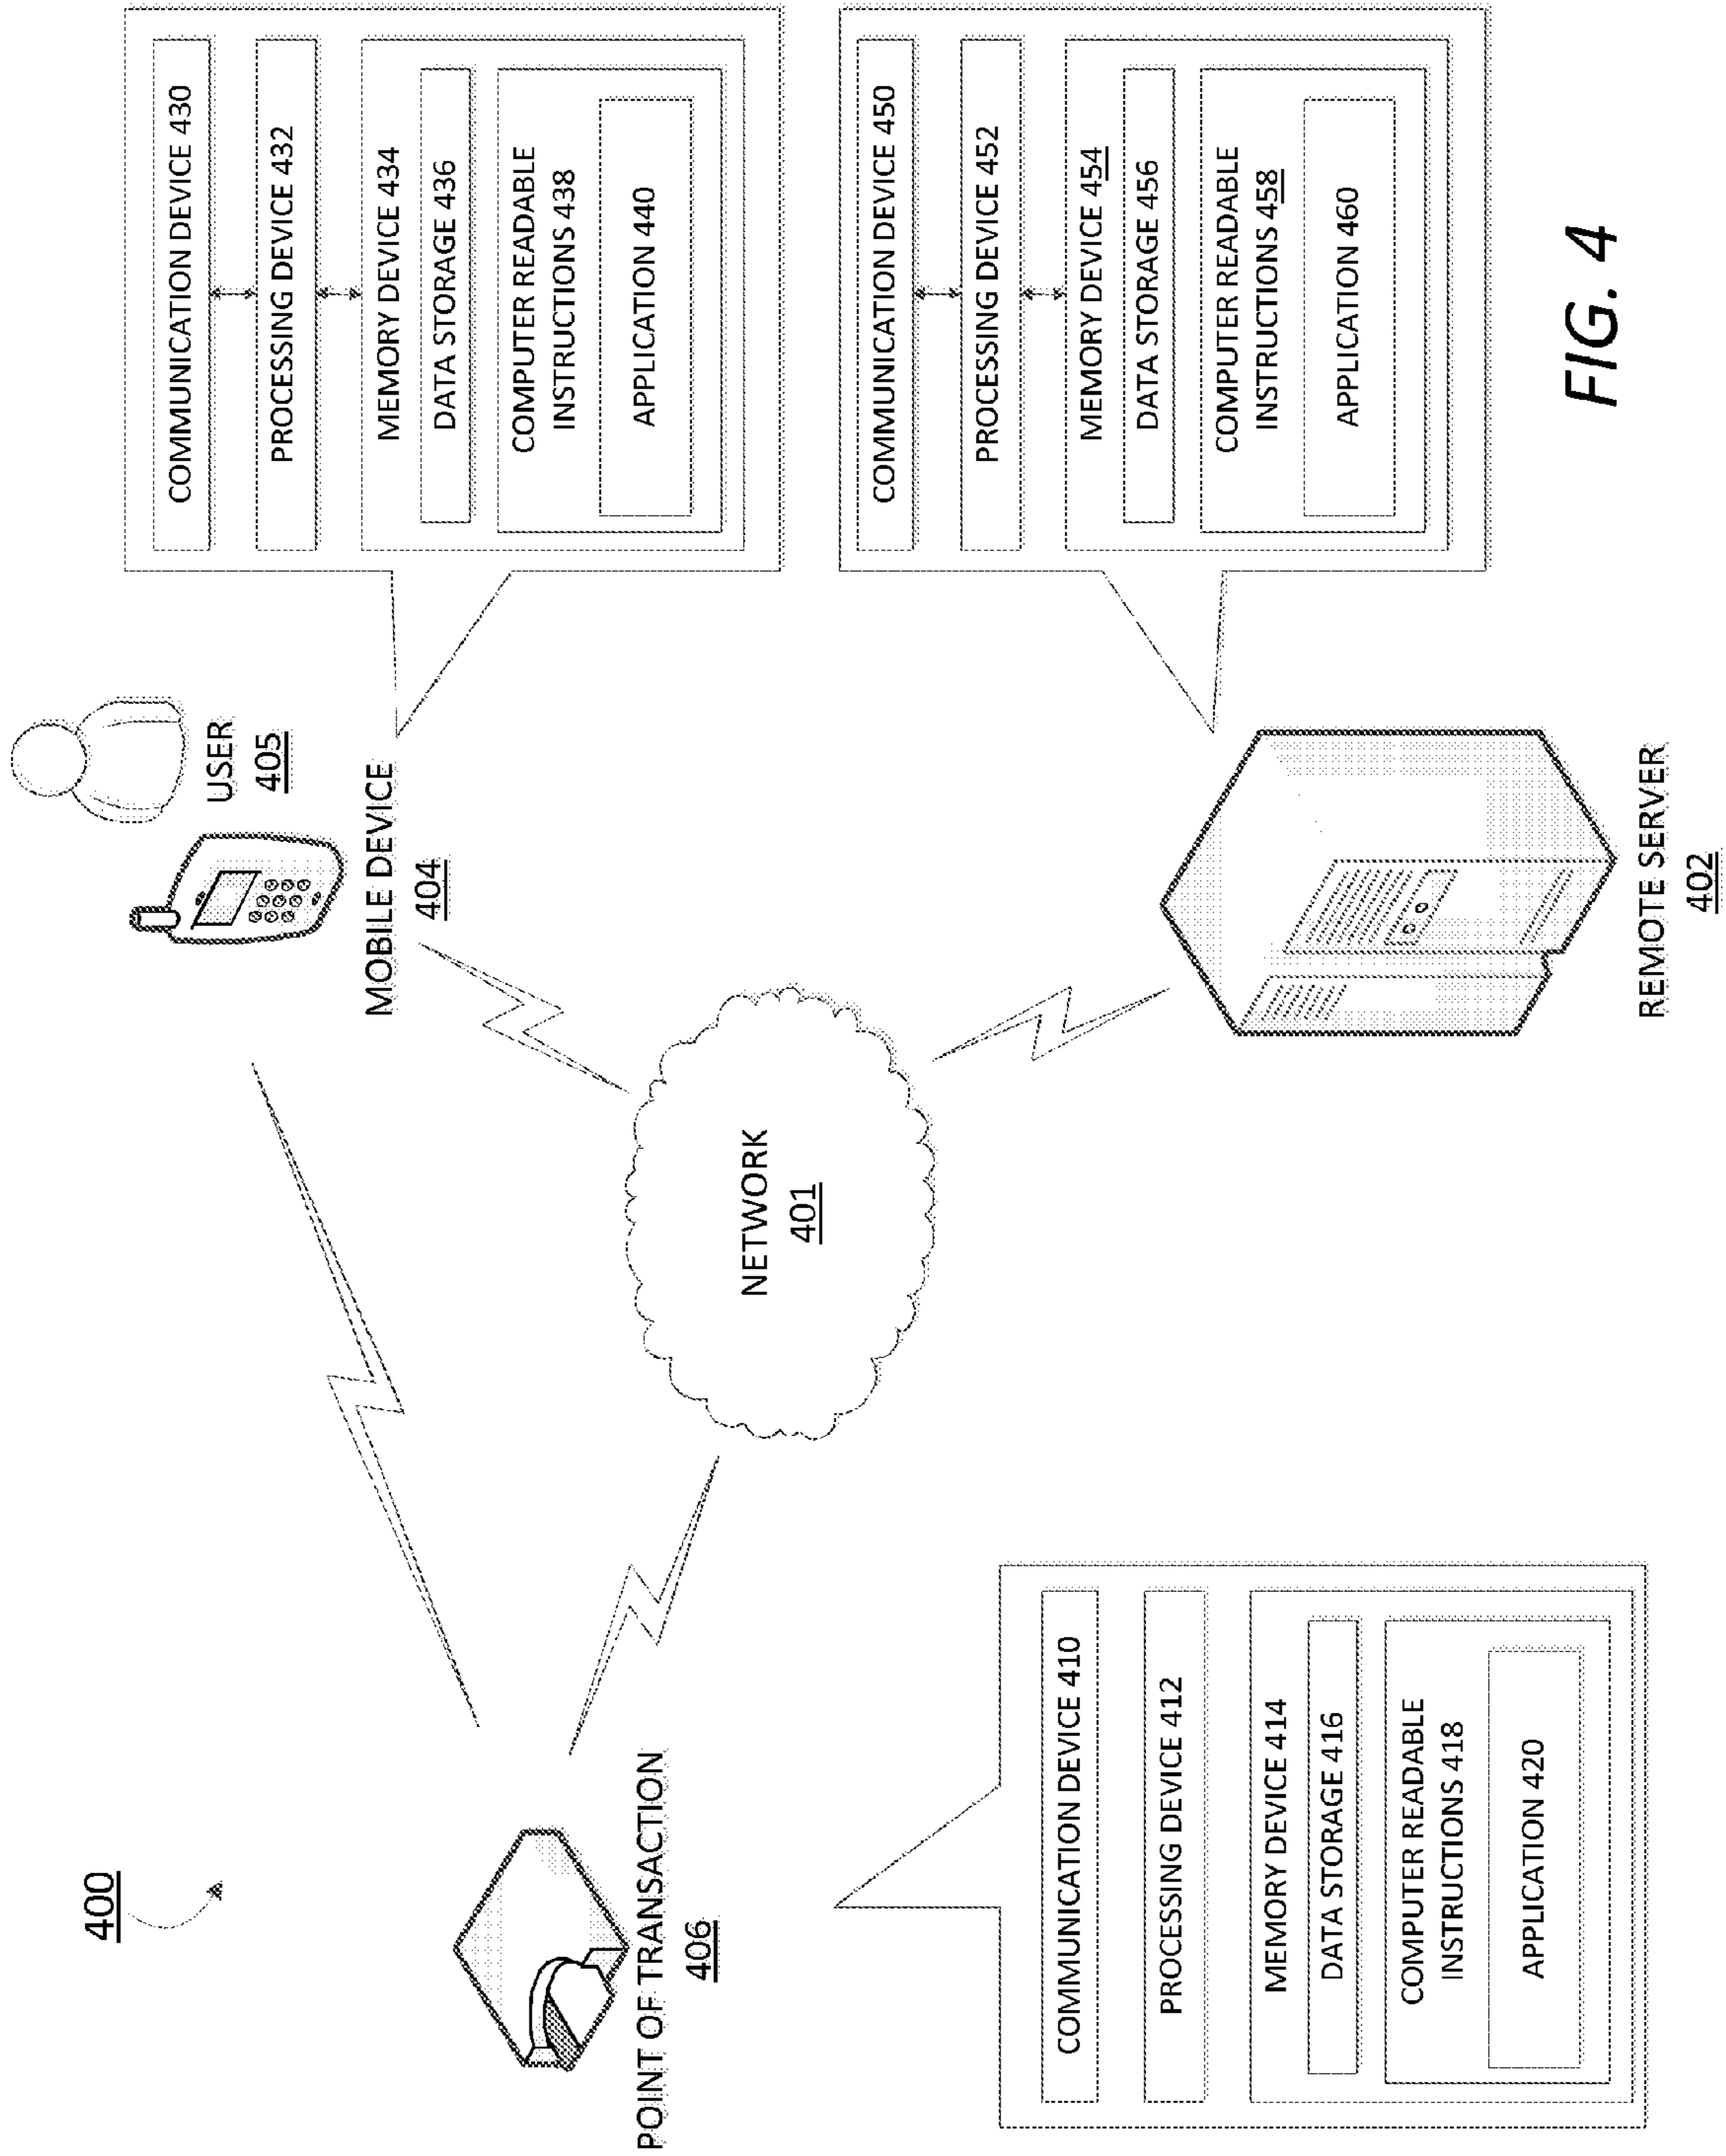 400
POINT OF TRANSACTION
406
COMMUNICATION DEVICE 410
PROCESSING DEVICE 412
MEMORY DEVICE 414
DATA STORAGE 416
COMPUTER READABLE
INSTRUCTIONS 418
APPLICATION 420
NETWORK
401
USER
405
MOBILE DEVICE
404
REMOTE SERVER
402
COMMUNICATION DEVICE 430
PROCESSING DEVICE 432
MEMORY DEVICE 434
DATA STORAGE 436
COMPUTER READABLE
INSTRUCTIONS 438
APPLICATION 440
COMMUNICATION DEVICE 450
PROCESSING DEVICE 452
MEMORY DEVICE 454
DATA STORAGE 456
COMPUTER READABLE
INSTRUCTIONS 458
APPLICATION 460
FIG. 4